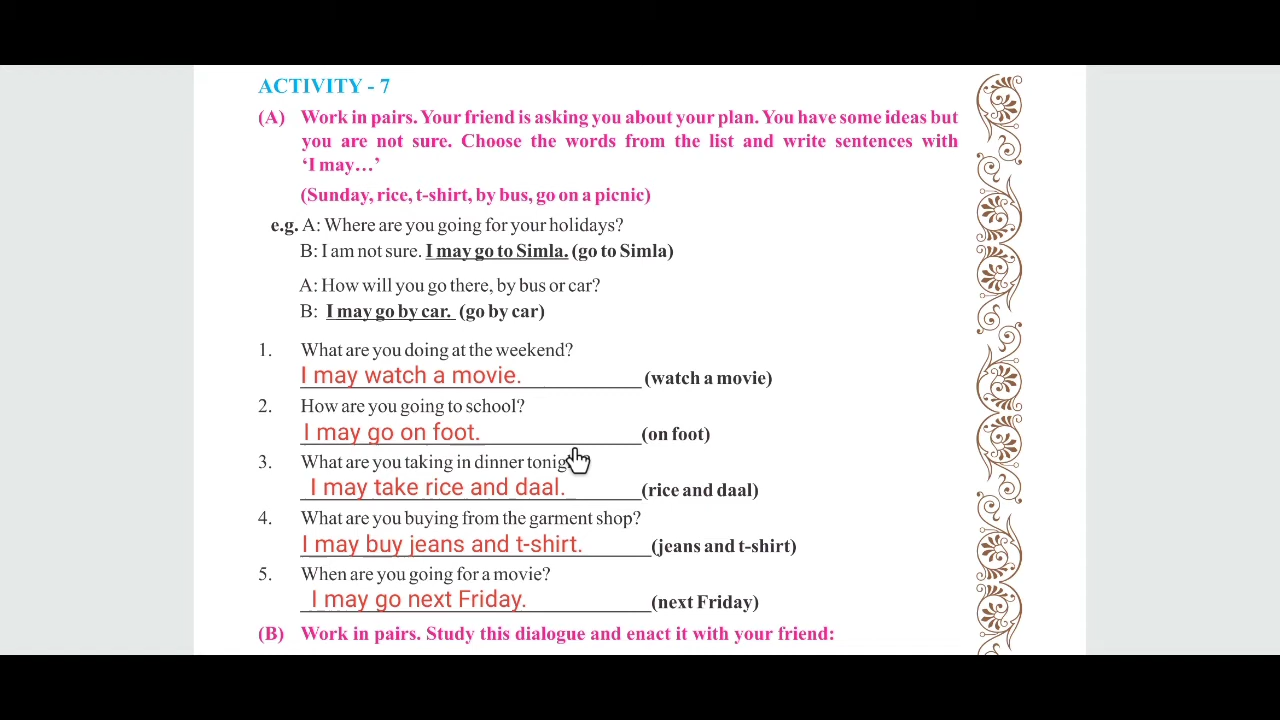 ACTIVITY - 7
(A) Work in pairs. Your friend is asking you about your plan. You have some ideas but
you are not sure. Choose the words from the list and write sentences with
‘I may…’
(Sunday, rice, t-shirt, by bus, go on a picnic)
e.g. A: Where are you going for your holidays?
B: I am not sure. I may go to Simla. (go to Simla)
A: How will you go there, by bus or car?
B: I may go by car. (go by car)
1. What are you doing at the weekend?
I may watch a movie. (watch a movie)
2. How are you going to school?
I may go on foot. (on foot)
3. What are you taking in dinner
I may take rice and daal. (rice and daal)
4. What are you buying from the garment shop?
I may buy jeans and t-shirt. (jeans and t-shirt)
5. When are you going for a movie?
I may go next Friday. (next Friday)
(B) Work in pairs. Study this dialogue and enact it with your friend: